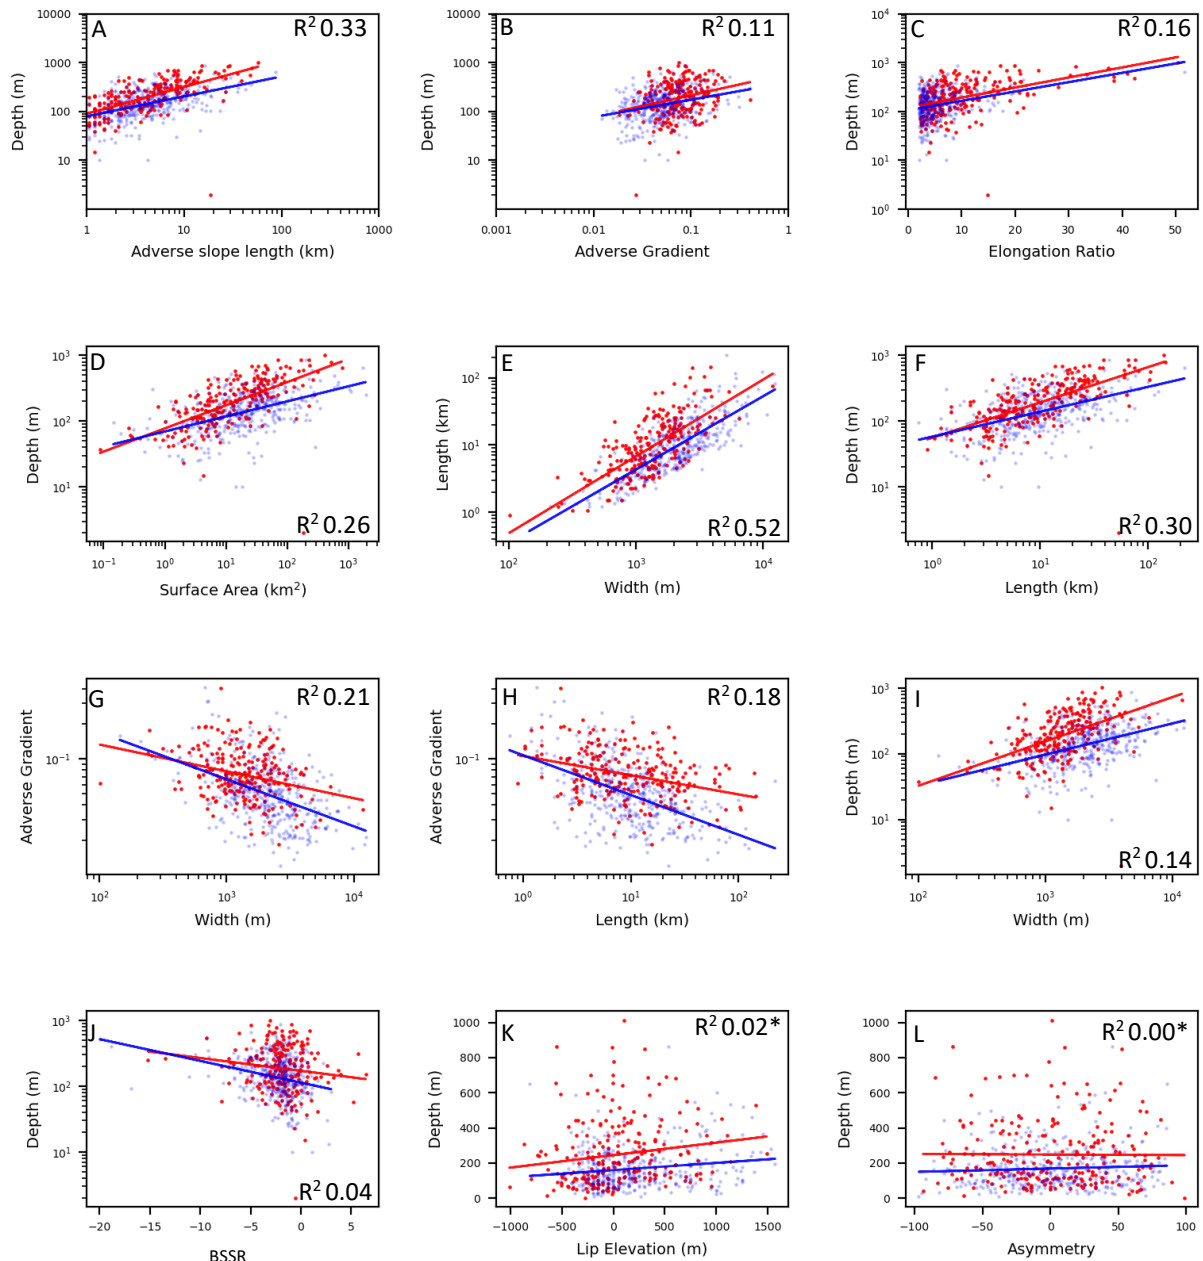 A
R² 0.33
Depth (m)
10000
1000
100
10
1
10
100
1000
Adverse slope length (km)
B
R² 0.11
Depth (m)
10000
1000
100
10
0.001
0.01
0.1
1
Adverse Gradient
C
R² 0.16
Depth (m)
10⁴
10³
10²
10¹
10⁰
0
10
20
30
40
50
Elongation Ratio
D
R² 0.26
Depth (m)
10³
10²
10¹
10⁻¹
10⁰
10¹
10²
10³
Surface Area (km²)
E
R² 0.52
Length (km)
10²
10¹
10⁰
10²
10³
10⁴
Width (m)
F
R² 0.30
Depth (m)
10³
10²
10¹
10⁰
10¹
10²
Length (km)
G
R² 0.21
Adverse Gradient
10⁻¹
10²
10³
10⁴
Width (m)
H
R² 0.18
Adverse Gradient
10⁻¹
10⁰
10¹
10²
Length (km)
I
R² 0.14
Depth (m)
10³
10²
10¹
10²
10³
10⁴
Width (m)
J
R² 0.04
Depth (m)
10³
10²
10¹
−20
−15
−10
−5
0
5
BSSR
K
R² 0.02*
Depth (m)
1000
800
600
400
200
0
−1000
−500
0
500
1000
1500
Lip Elevation (m)
L
R² 0.00*
Depth (m)
1000
800
600
400
200
0
−100
−50
0
50
100
Asymmetry